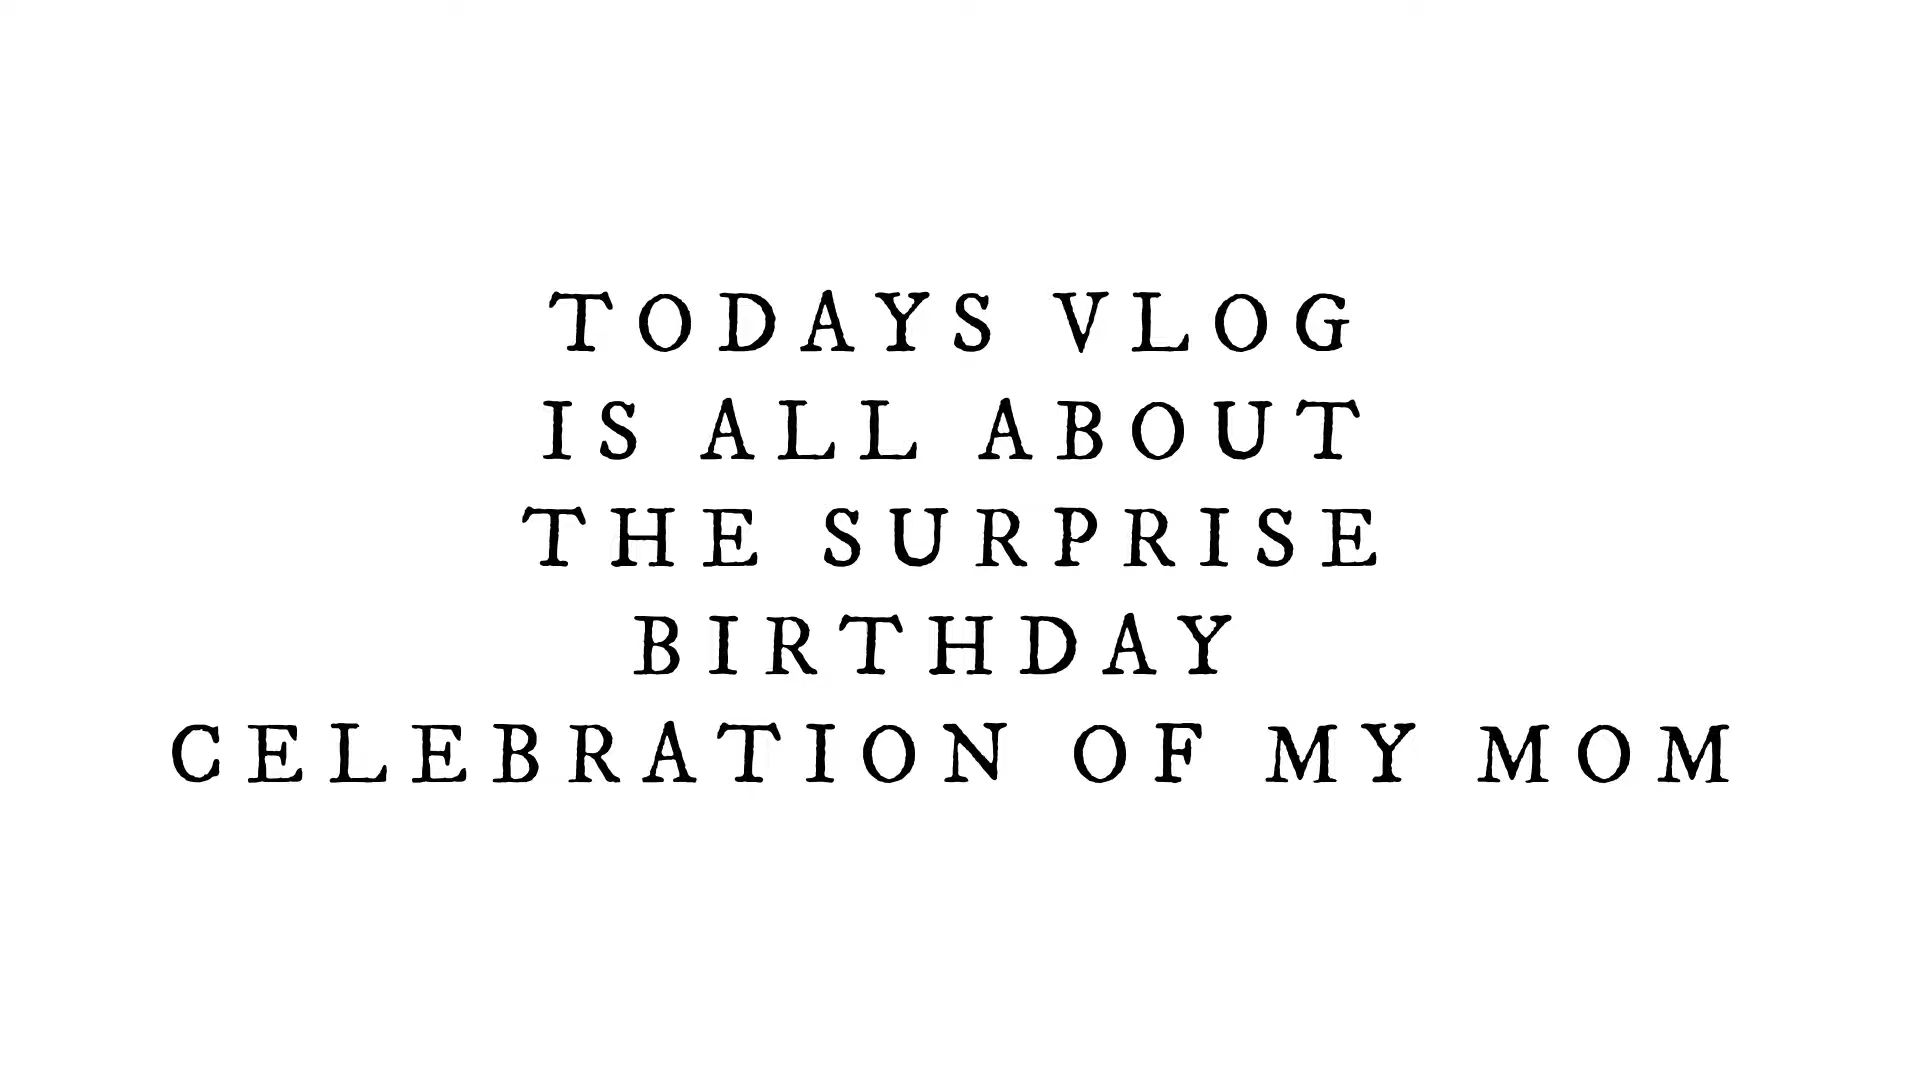 TODAYS VLOG
IS ALL ABOUT
THE SURPRISE
BIRTHDAY
CELEBRATION OF MY MOM